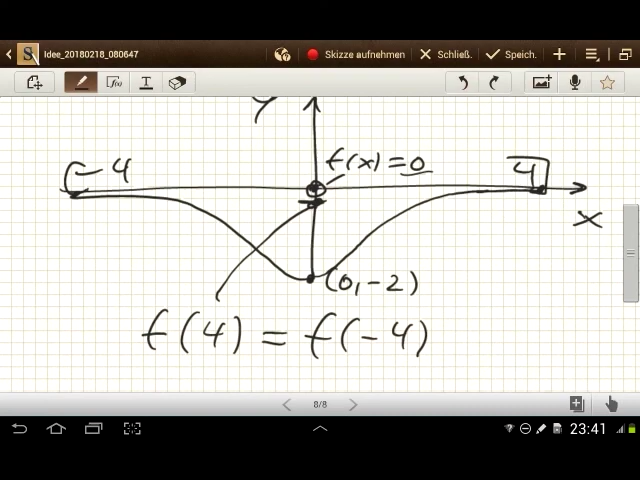 Idee_20180218_080647
Skizze aufnehmen
Schließ.
Speich.
f(x)
T
y
(-4
f(x) = 0
4]
x
(0, -2)
f(4) = f(-4)
8/8
23:41